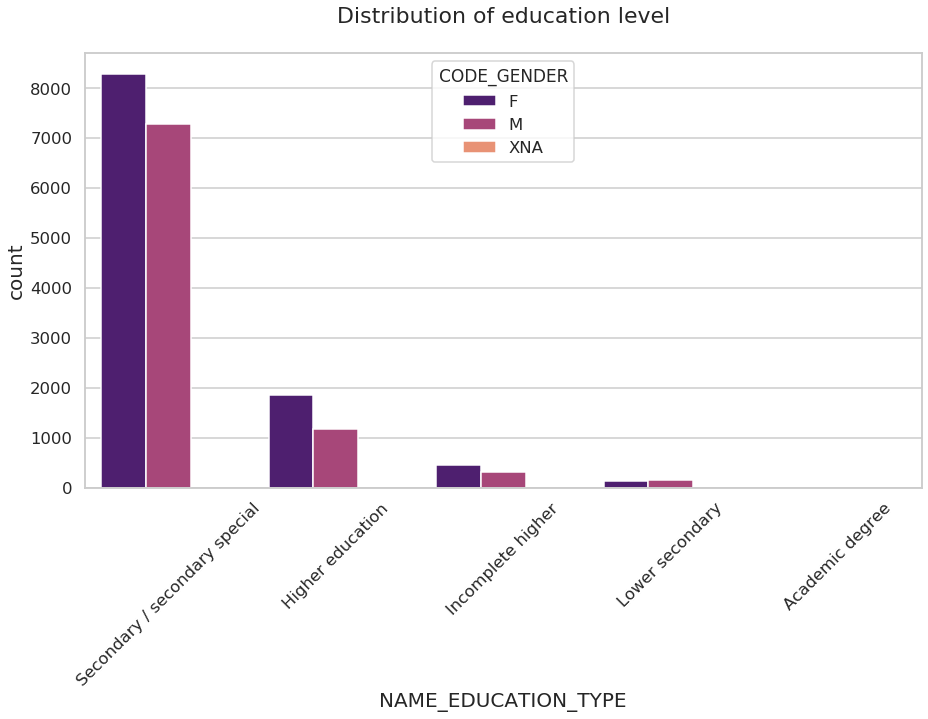 Distribution of education level
CODE_GENDER
F
M
XNA
8000
7000
6000
5000
4000
3000
2000
1000
0
count
Secondary / secondary special
Higher education
Incomplete higher
Lower secondary
Academic degree
NAME_EDUCATION_TYPE